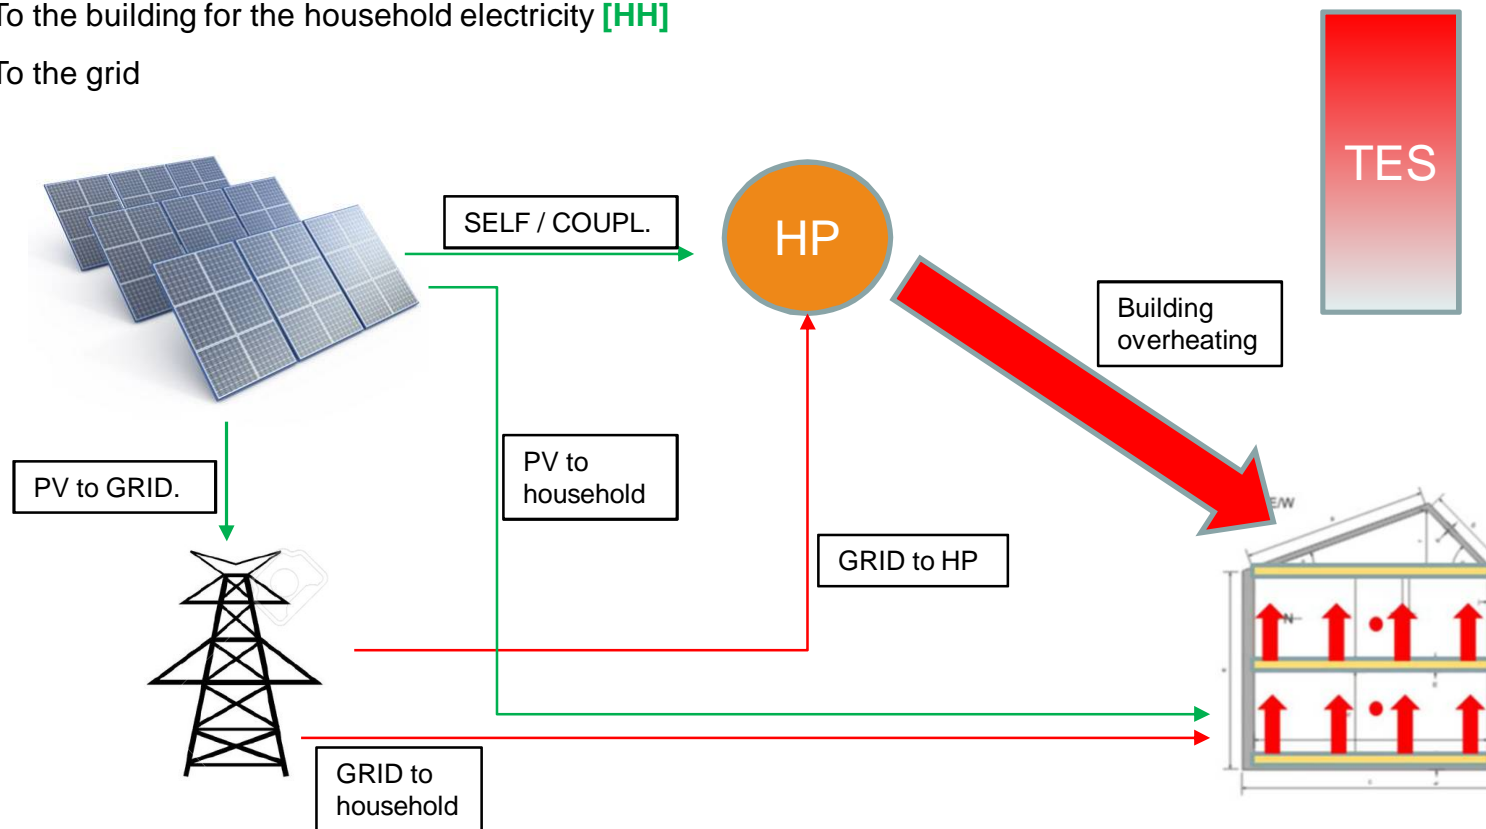 To the building for the household electricity [HH]
To the grid
TES
SELF / COUPL.
HP
Building
overheating
PV to
household
PV to GRID.
E/W
GRID to HP
N
GRID to
household